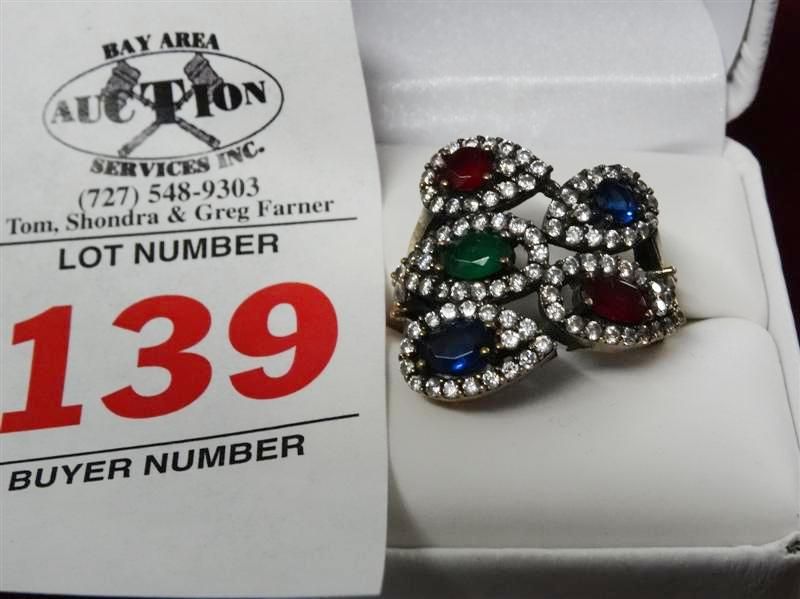 BAY AREA
AUCTION
SERVICES INC.
(727) 548-9303
Tom, Shondra & Greg Farner
LOT NUMBER
139
BUYER NUMBER